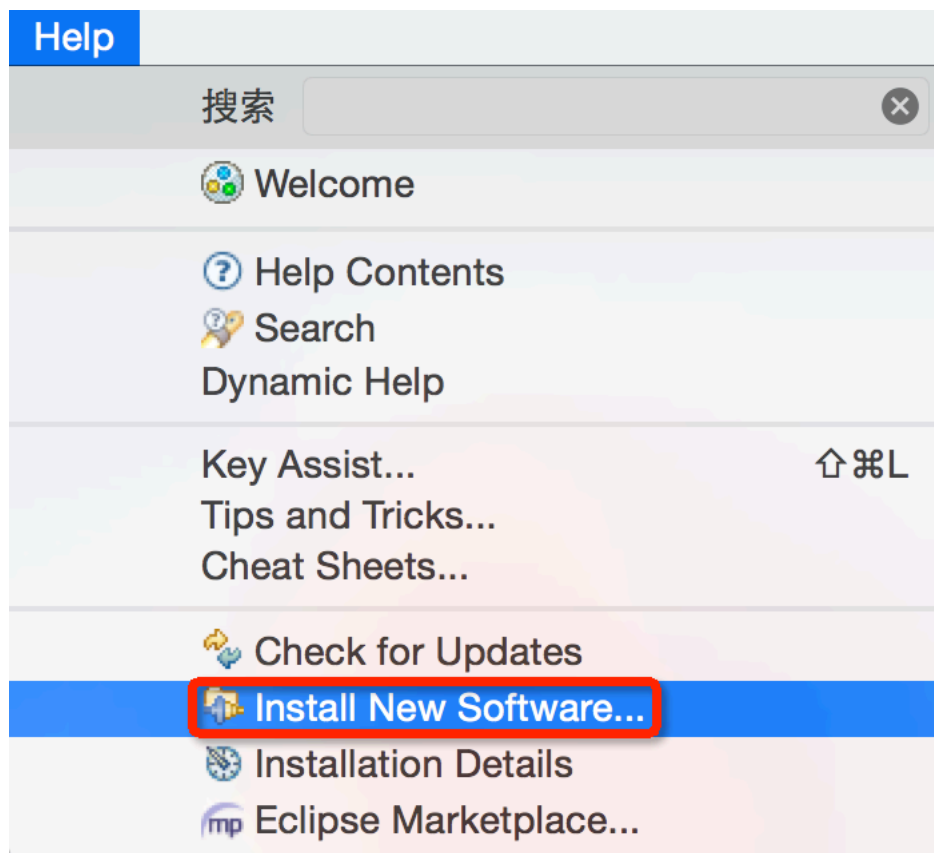 Help
搜索
Welcome
Help Contents
Search
Dynamic Help
Key Assist... ⇧⌘L
Tips and Tricks...
Cheat Sheets...
Check for Updates
Install New Software...
Installation Details
mp Eclipse Marketplace...